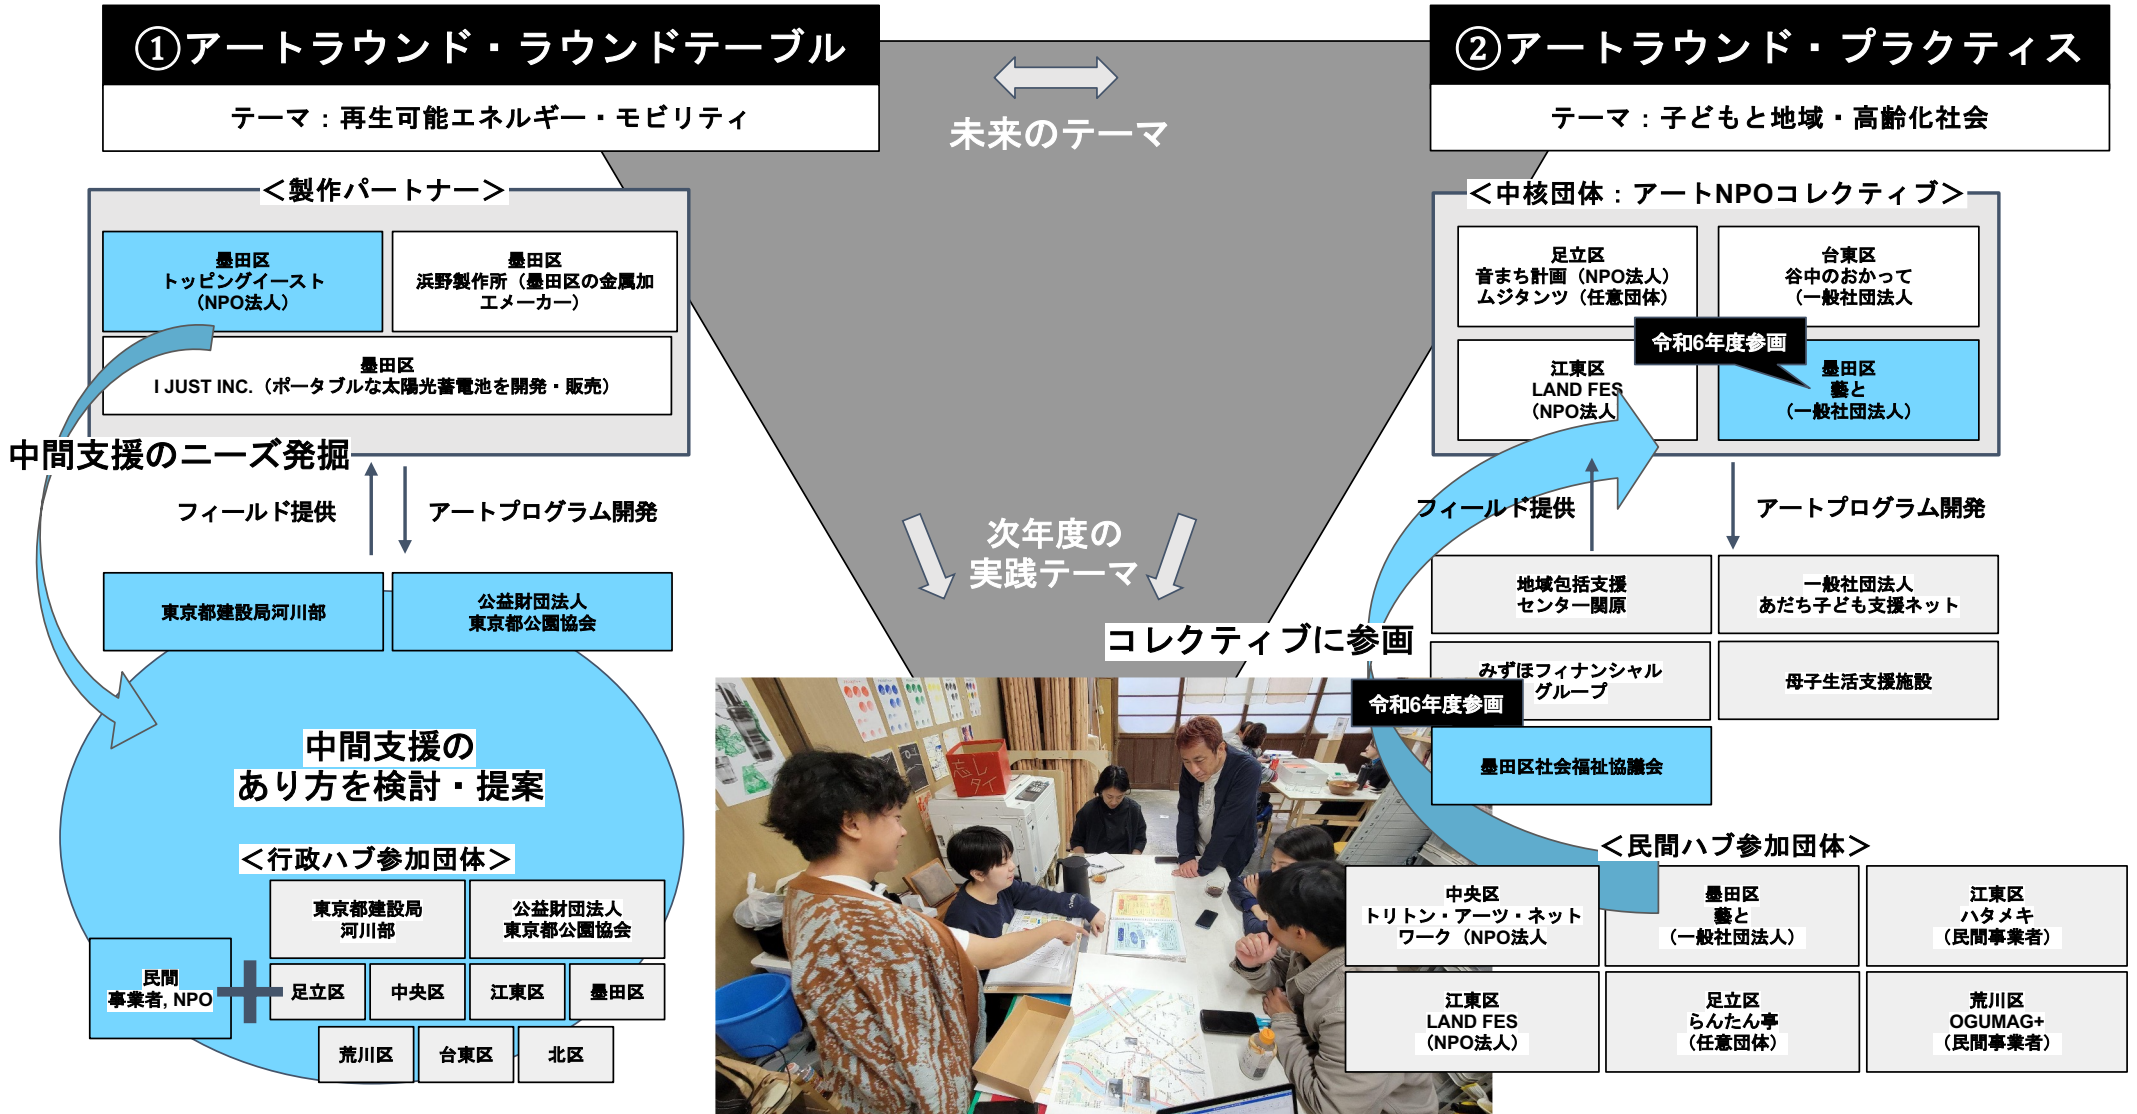 ①アートラウンド・ラウンドテーブル
テーマ：再生可能エネルギー・モビリティ
＜製作パートナー＞
墨田区
トッピングイースト
（NPO法人）
墨田区
浜野製作所（墨田区の金属加
工メーカー）
墨田区
I JUST INC.（ポータブルな太陽光蓄電池を開発・販売）
中間支援のニーズ発掘
フィールド提供
アートプログラム開発
東京都建設局河川部
公益財団法人
東京都公園協会
中間支援の
あり方を検討・提案
＜行政ハブ参加団体＞
東京都建設局
河川部
公益財団法人
東京都公園協会
民間
事業者, NPO
足立区
中央区
江東区
墨田区
荒川区
台東区
北区
未来のテーマ
次年度の
実践テーマ
忘し
タイ
②アートラウンド・プラクティス
テーマ：子どもと地域・高齢化社会
＜中核団体：アートNPOコレクティブ＞
足立区
音まち計画（NPO法人）
ムジタンツ（任意団体）
台東区
谷中のおかって
（一般社団法人
令和6年度参画
江東区
LAND FES
（NPO法人
墨田区
藝と
（一般社団法人）
フィールド提供
アートプログラム開発
コレクティブに参画
地域包括支援
センター関原
一般社団法人
あだち子ども支援ネット
みずほフィナンシャル
グループ
母子生活支援施設
令和6年度参画
墨田区社会福祉協議会
＜民間ハブ参加団体＞
中央区
トリトン・アーツ・ネット
ワーク（NPO法人
墨田区
藝と
（一般社団法人）
江東区
ハタメキ
（民間事業者）
江東区
LAND FES
（NPO法人）
足立区
らんたん亭
（任意団体）
荒川区
OGUMAG+
（民間事業者）